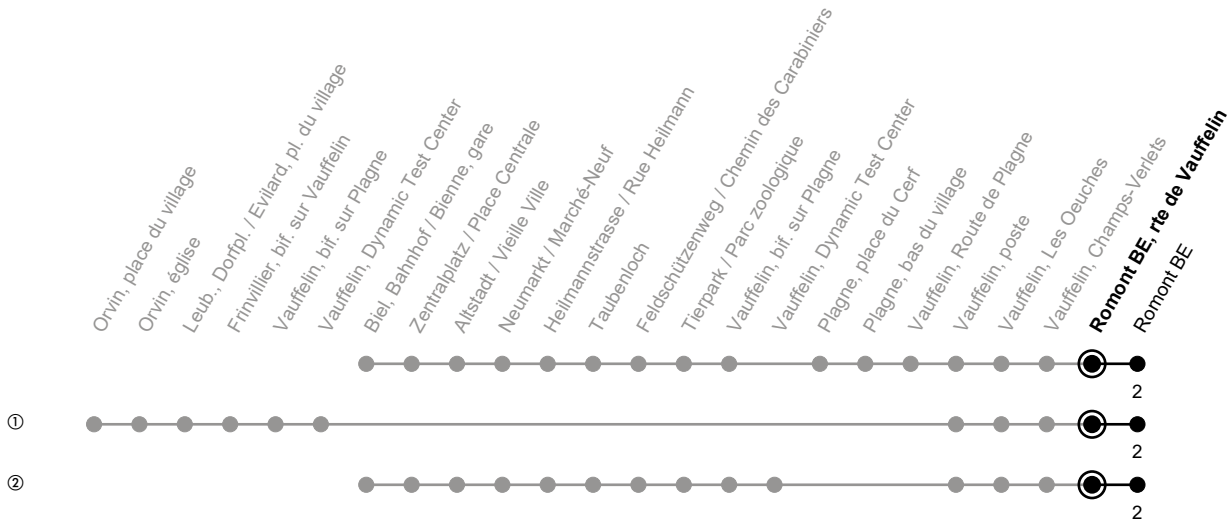 Orvin, place du village
Orvin, église
Leub., Dorfpl. / Evilard, pl. du village
Frinvillier, bif. sur Vauffelin
Vauffelin, bif. sur Plagne
Vauffelin, Dynamic Test Center
Biel, Bahnhof / Bienne, gare
Zentralplatz / Place Centrale
Altstadt / Vieille Ville
Neumarkt / Marché-Neuf
Heilmannstrasse / Rue Heilmann
Taubenloch
Feldschützenweg / Chemin des Carabiniers
Tierpark / Parc zoologique
Vauffelin, bif. sur Plagne
Vauffelin, Dynamic Test Center
Plagne, place du Cerf
Plagne, bas du village
Vauffelin, Route de Plagne
Vauffelin, poste
Vauffelin, Les Oeuches
Vauffelin, Champs-Verlets
Romont BE, rte de Vauffelin
Romont BE
2
①
2
②
2